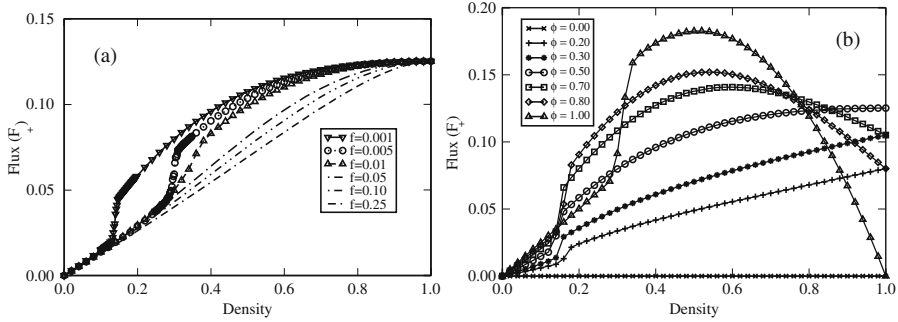 (a)
0.15
0.10
0.05
0.00
Flux (F+)
0.0 0.2 0.4 0.6 0.8 1.0
Density
f=0.001
f=0.005
f=0.01
f=0.05
f=0.10
f=0.25
(b)
0.20
0.15
0.10
0.05
0.00
Flux (F+)
0.0 0.2 0.4 0.6 0.8 1.0
Density
ϕ = 0.00
ϕ = 0.20
ϕ = 0.30
ϕ = 0.50
ϕ = 0.70
ϕ = 0.80
ϕ = 1.00